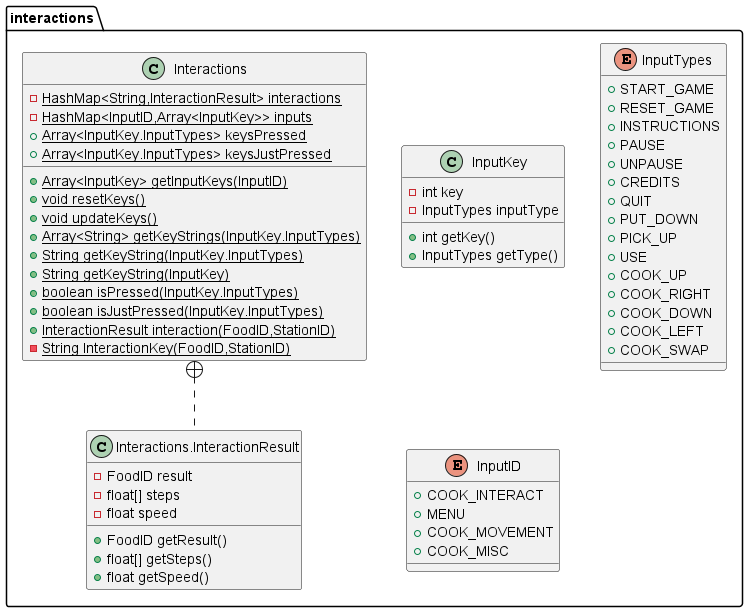 interactions
C Interactions
HashMap<String,InteractionResult> interactions
HashMap<InputID,Array<InputKey>> inputs
Array<InputKey.InputTypes> keysPressed
Array<InputKey.InputTypes> keysJustPressed
Array<InputKey> getInputKeys(InputID)
void resetKeys()
void updateKeys()
Array<String> getKeyStrings(InputKey.InputTypes)
String getKeyString(InputKey.InputTypes)
String getKeyString(InputKey)
boolean isPressed(InputKey.InputTypes)
boolean isJustPressed(InputKey.InputTypes)
InteractionResult interaction(FoodID,StationID)
String InteractionKey(FoodID,StationID)
C InputKey
int key
InputTypes inputType
int getKey()
InputTypes getType()
E InputTypes
START_GAME
RESET_GAME
INSTRUCTIONS
PAUSE
UNPAUSE
CREDITS
QUIT
PUT_DOWN
PICK_UP
USE
COOK_UP
COOK_RIGHT
COOK_DOWN
COOK_LEFT
COOK_SWAP
C Interactions.InteractionResult
FoodID result
float[] steps
float speed
FoodID getResult()
float[] getSteps()
float getSpeed()
E InputID
COOK_INTERACT
MENU
COOK_MOVEMENT
COOK_MISC